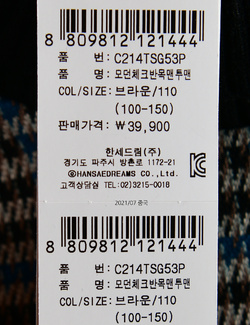 8 809812 121444
품 번: C214TSG53P
품 명: 모던체크반목맨투맨
COL/SIZE: 브라운/110
(100-150)
판매가격: ₩39,900
한세드림(주)
경기도 파주시 방촌로 1172-21
@HANSAEDREAMS CO.,Ltd.
고객상담실 TEL:02)3215-0018
2021/07 중국
8 809812 121444
품 번: C214TSG53P
품 명: 모던체크반목맨투맨
COL/SIZE: 브라운/110
(100-150)